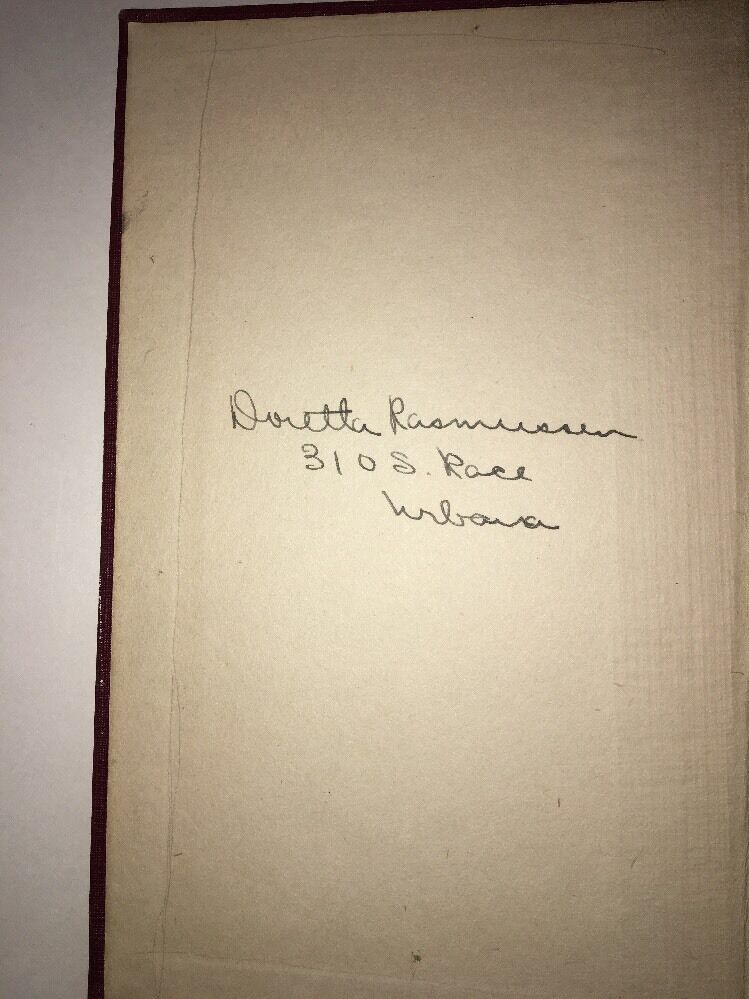 Doretta Rasmussen
310 S. Race
Urbana